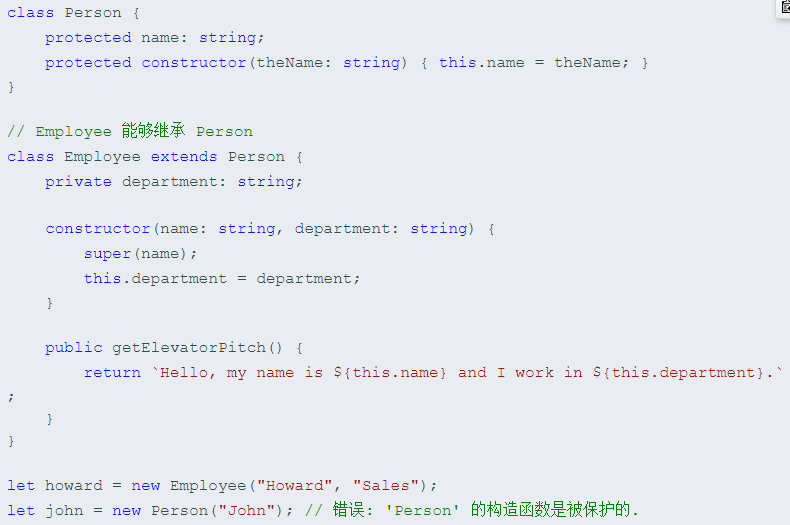 class Person {
    protected name: string;
    protected constructor(theName: string) { this.name = theName; }
}

// Employee 能够继承 Person
class Employee extends Person {
    private department: string;

    constructor(name: string, department: string) {
        super(name);
        this.department = department;
    }

    public getElevatorPitch() {
        return `Hello, my name is ${this.name} and I work in ${this.department}.`
;
    }
}

let howard = new Employee("Howard", "Sales");
let john = new Person("John"); // 错误: 'Person' 的构造函数是被保护的.